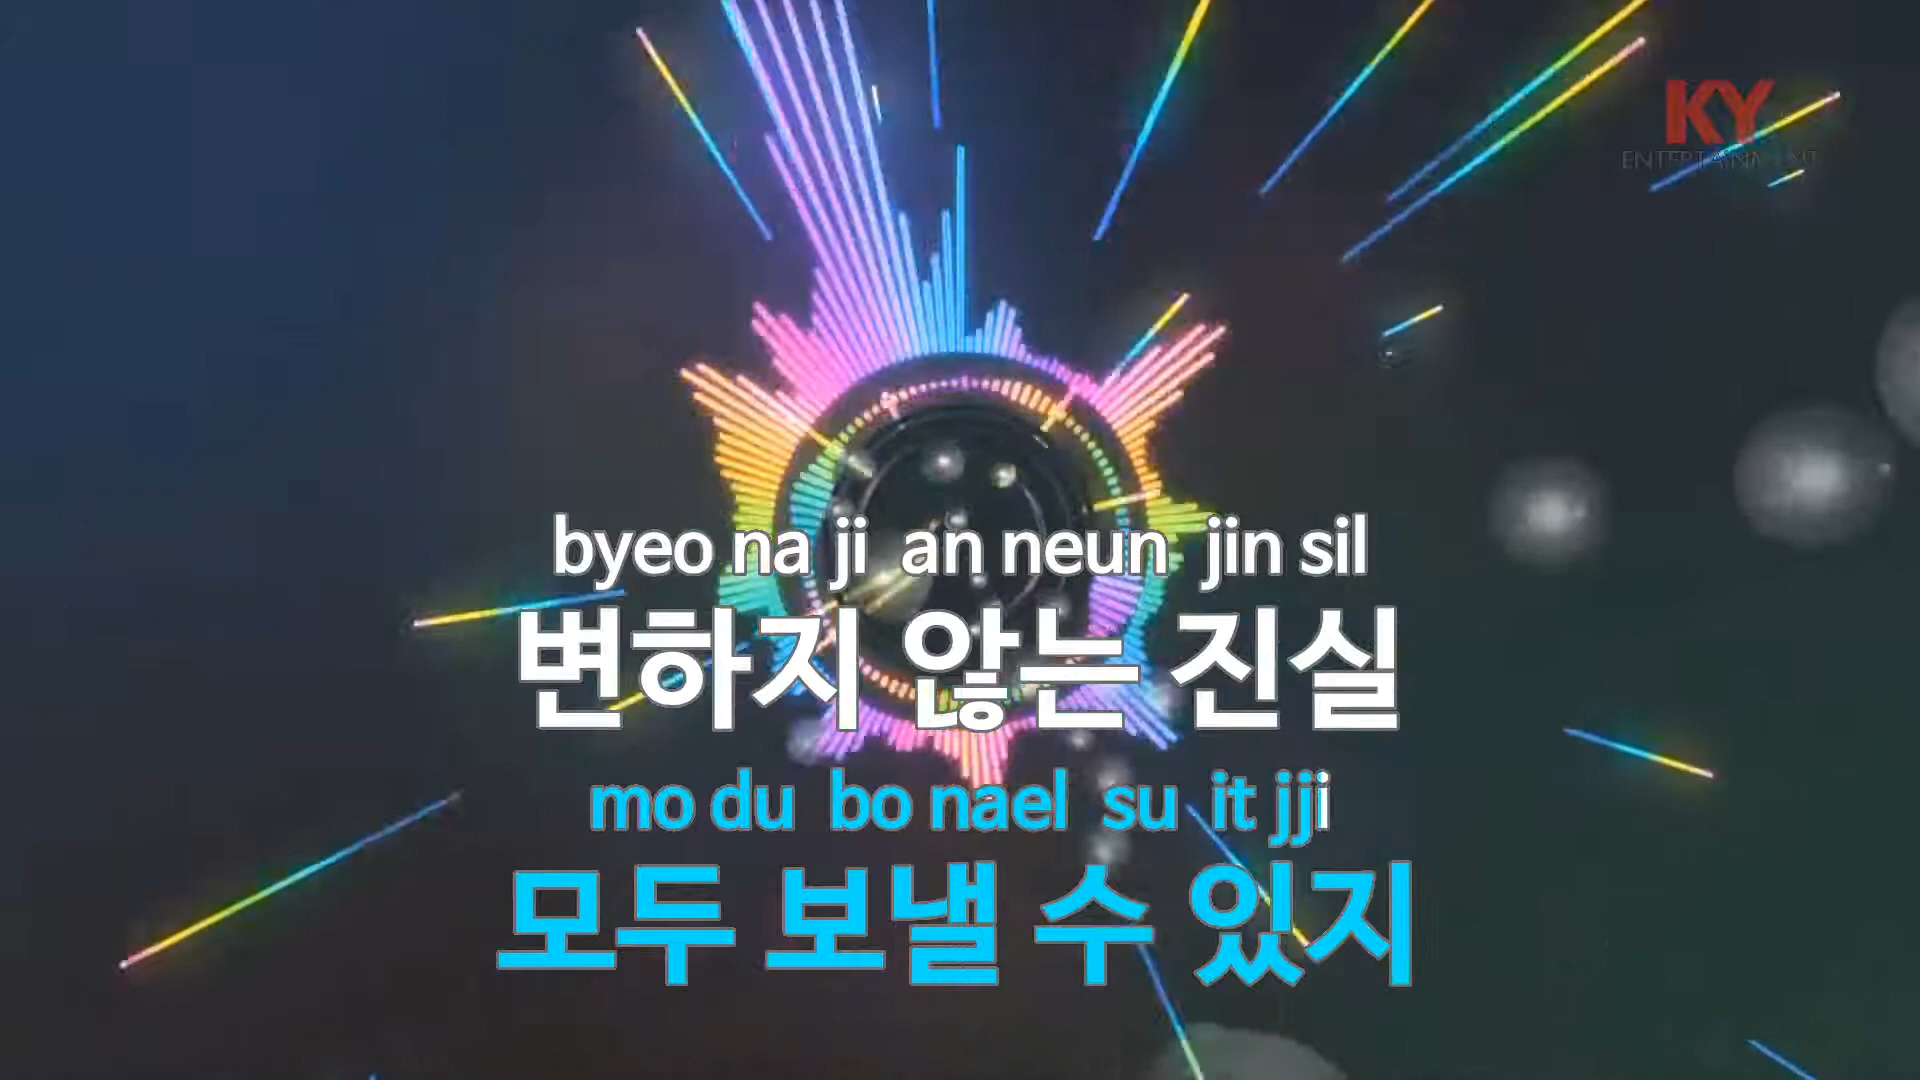 KY
ENTERTAINMENT
byeo na ji an neun jin sil
변하지 않는 진실
mo du bo nael su it jji
모두 보낼 수 있지